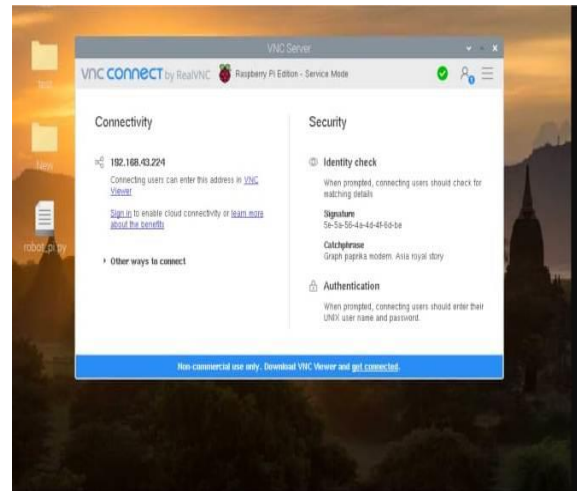 VNC Server
VNC CONNECT by RealVNC Raspberry Pi Edition - Service Mode
test
New
robot_pi.py
Connectivity
192.168.43.224
Connecting users can enter this address in VNC
Viewer
Sign in to enable cloud connectivity or learn more
about the benefits
Other ways to connect
Security
Identity check
When prompted, connecting users should check for
matching details
Signature
5e-5a-56-4a-4d-4f-6d-be
Catchphrase
Graph paprika modern. Asia royal story
Authentication
When prompted, connecting users should enter their
UNIX user name and password.
Non-commercial use only. Download VNC Viewer and get connected.